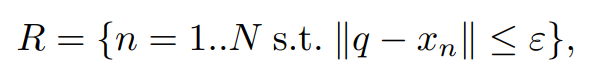 R = {n = 1..N s.t. ‖q − xₙ‖ ≤ ε},